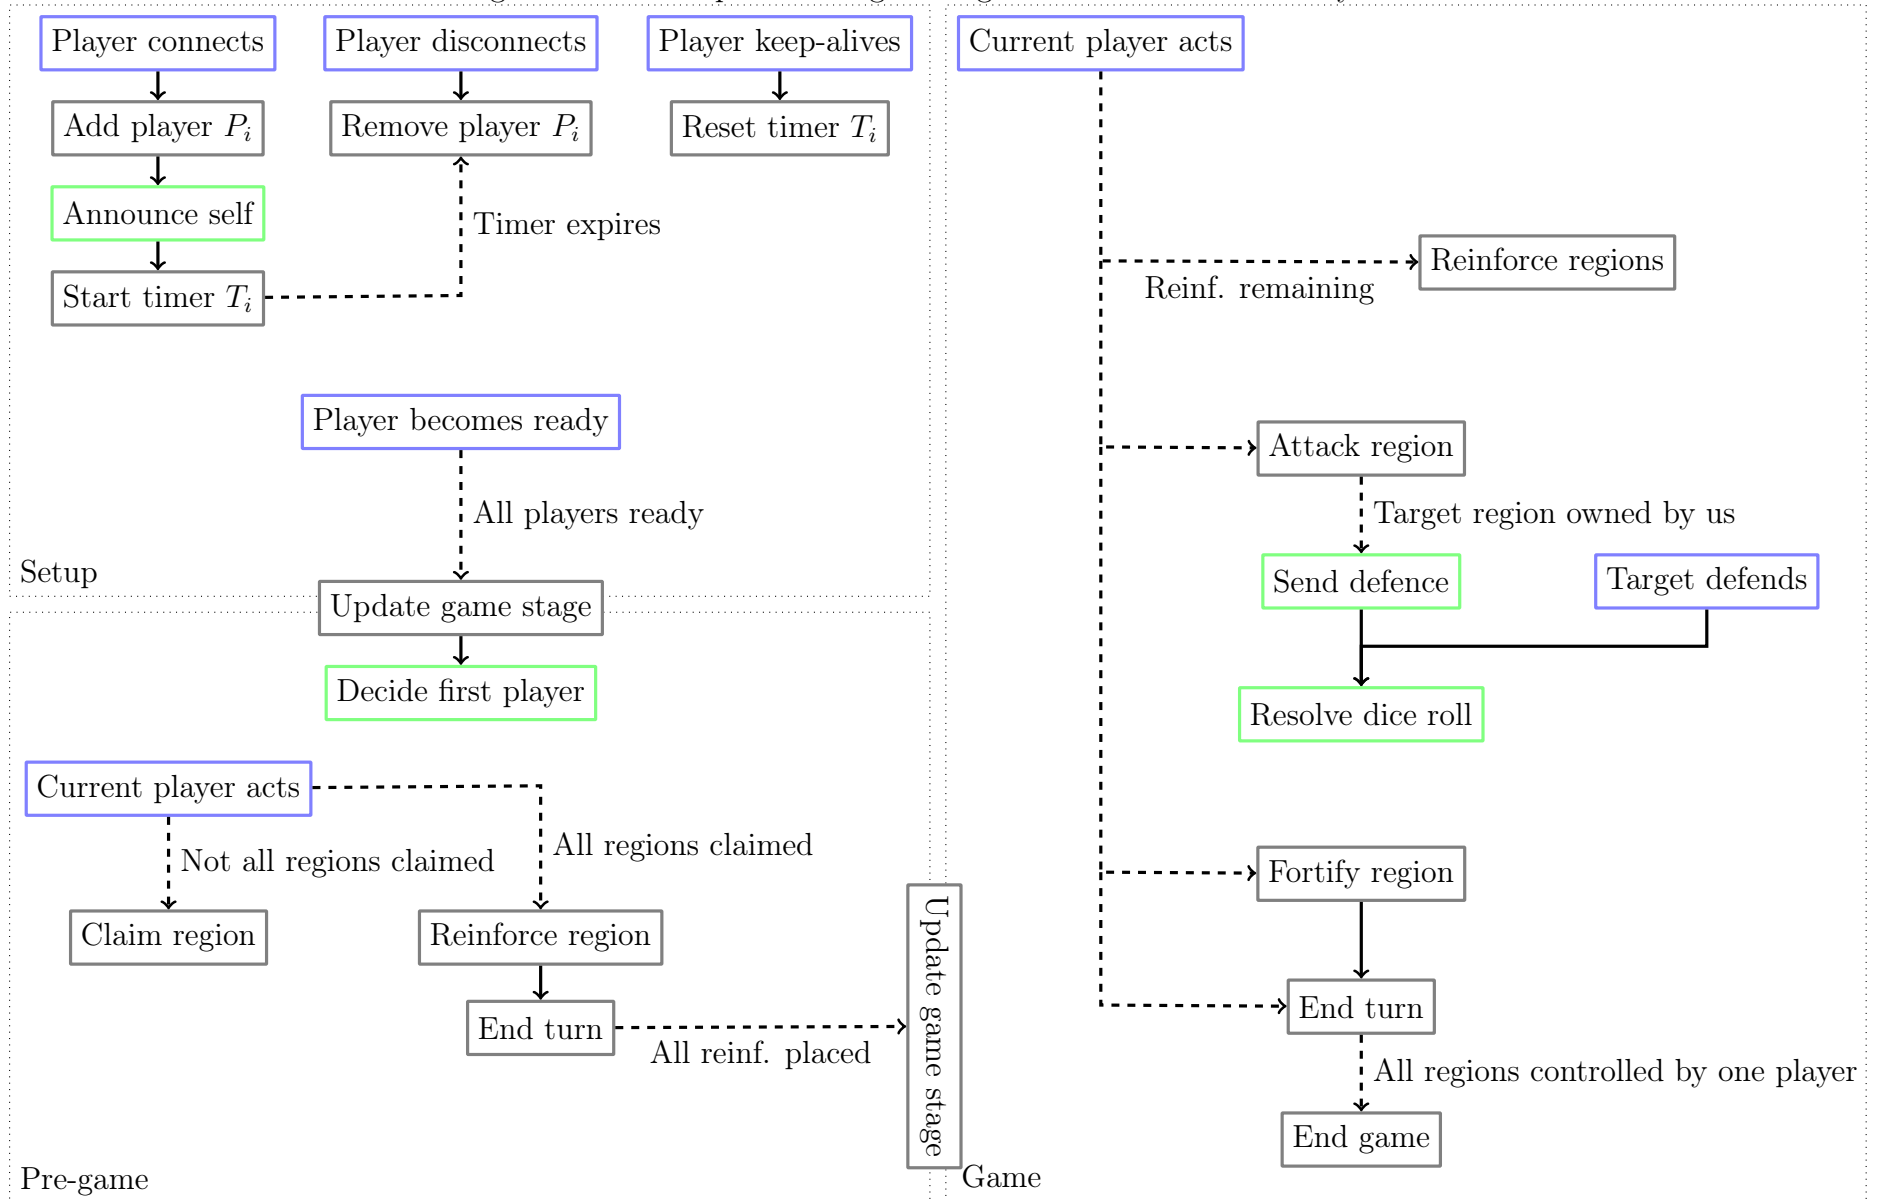 Player connects
Player disconnects
Player keep-alives
Add player P_i
Remove player P_i
Reset timer T_i
Announce self
Timer expires
Start timer T_i
Player becomes ready
All players ready
Setup
Update game stage
Decide first player
Current player acts
Not all regions claimed
All regions claimed
Claim region
Reinforce region
End turn
All reinf. placed
Update game stage
Pre-game
Current player acts
Reinforce regions
Reinf. remaining
Attack region
Target region owned by us
Send defence
Target defends
Resolve dice roll
Fortify region
End turn
All regions controlled by one player
End game
Game